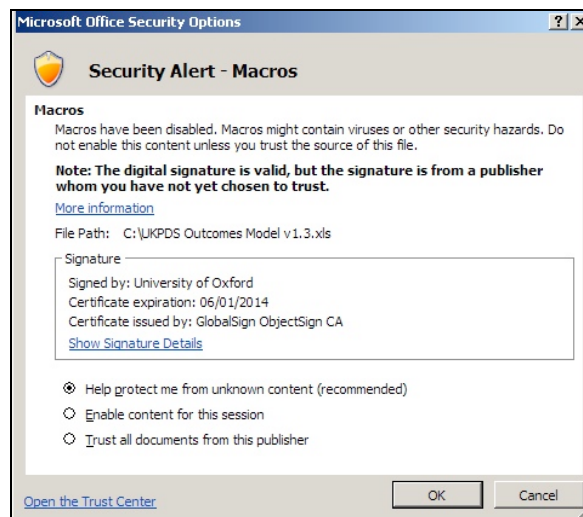 Microsoft Office Security Options
Security Alert - Macros
Macros
Macros have been disabled. Macros might contain viruses or other security hazards. Do
not enable this content unless you trust the source of this file.
Note: The digital signature is valid, but the signature is from a publisher
whom you have not yet chosen to trust.
More information
File Path: C:\UKPDS Outcomes Model v1.3.xls
Signature
Signed by: University of Oxford
Certificate expiration: 06/01/2014
Certificate issued by: GlobalSign ObjectSign CA
Show Signature Details
Help protect me from unknown content (recommended)
Enable content for this session
Trust all documents from this publisher
Open the Trust Center
OK
Cancel